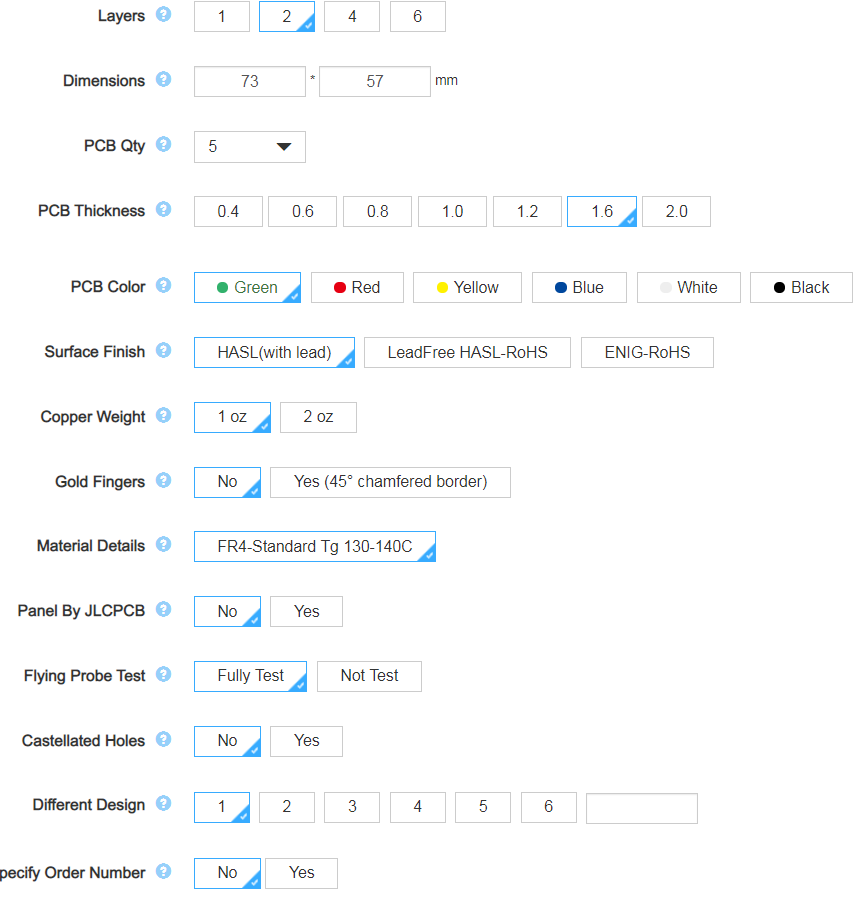 Layers ? 1 2 4 6
Dimensions ? 73 * 57 mm
PCB Qty ? 5
PCB Thickness ? 0.4 0.6 0.8 1.0 1.2 1.6 2.0
PCB Color ? Green Red Yellow Blue White Black
Surface Finish ? HASL(with lead) LeadFree HASL-RoHS ENIG-RoHS
Copper Weight ? 1 oz 2 oz
Gold Fingers ? No Yes (45° chamfered border)
Material Details ? FR4-Standard Tg 130-140C
Panel By JLCPCB ? No Yes
Flying Probe Test ? Fully Test Not Test
Castellated Holes ? No Yes
Different Design ? 1 2 3 4 5 6
pecify Order Number ? No Yes